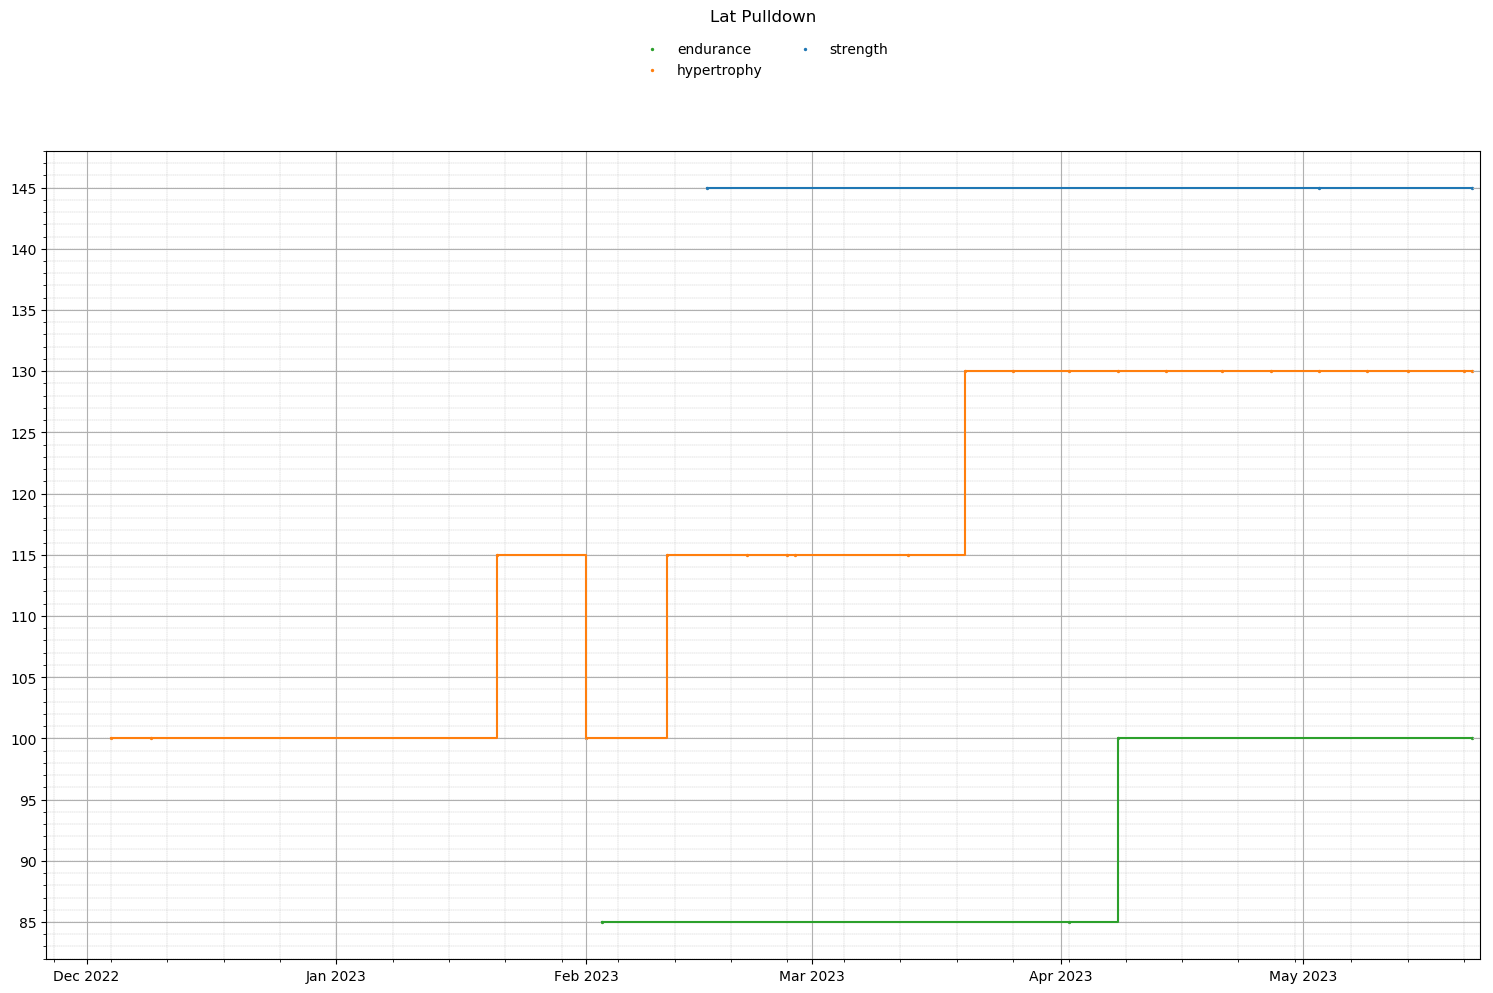 Lat Pulldown
endurance
strength
hypertrophy
145
140
135
130
125
120
115
110
105
100
95
90
85
Dec 2022
Jan 2023
Feb 2023
Mar 2023
Apr 2023
May 2023